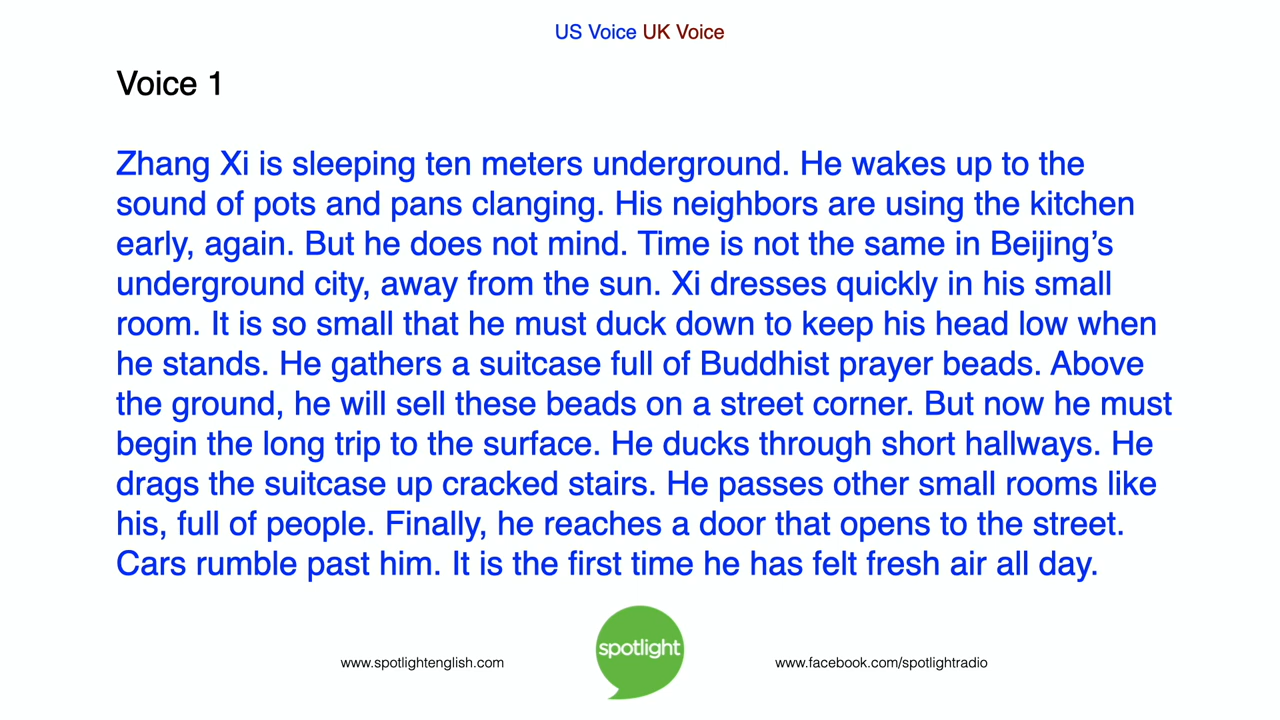 US Voice UK Voice
Voice 1
Zhang Xi is sleeping ten meters underground. He wakes up to the
sound of pots and pans clanging. His neighbors are using the kitchen
early, again. But he does not mind. Time is not the same in Beijing’s
underground city, away from the sun. Xi dresses quickly in his small
room. It is so small that he must duck down to keep his head low when
he stands. He gathers a suitcase full of Buddhist prayer beads. Above
the ground, he will sell these beads on a street corner. But now he must
begin the long trip to the surface. He ducks through short hallways. He
drags the suitcase up cracked stairs. He passes other small rooms like
his, full of people. Finally, he reaches a door that opens to the street.
Cars rumble past him. It is the first time he has felt fresh air all day.
spotlight
www.spotlightenglish.com
www.facebook.com/spotlightradio